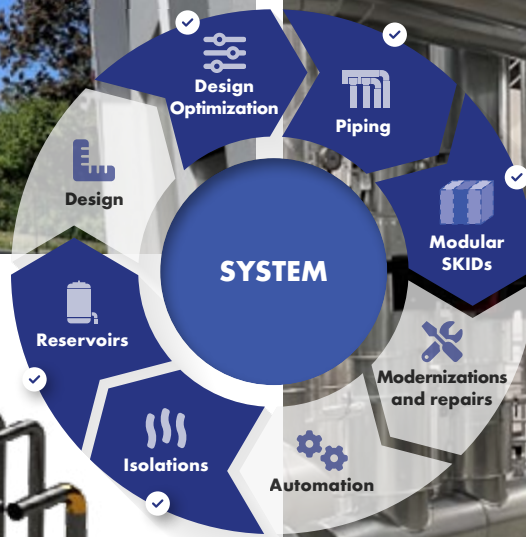 Design
Optimization
Piping
Design
SYSTEM
Modular
SKIDs
Reservoirs
Modernizations
and repairs
Isolations
Automation